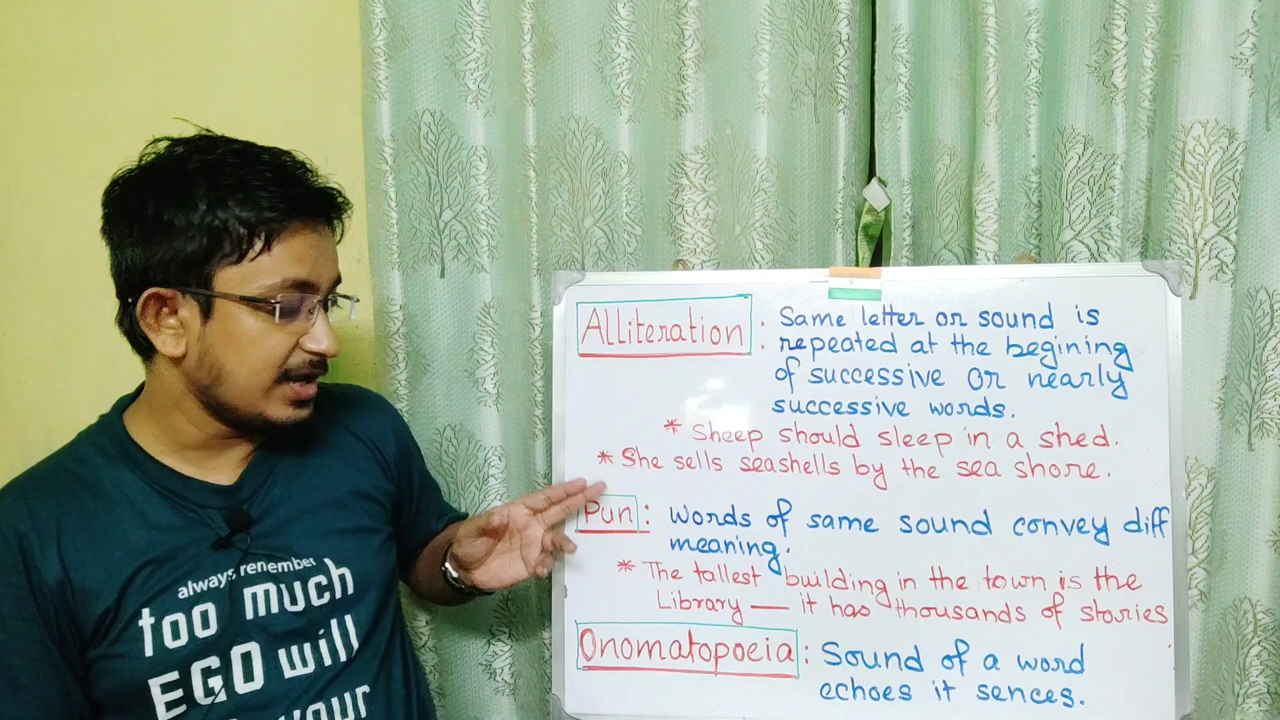 Alliteration : Same letter or sound is
repeated at the begining
of successive or nearly
successive words.
* Sheep should sleep in a shed.
* She sells seashells by the sea shore.
Pun : words of same sound convey diff
meaning.
* The tallest building in the town is the
Library — it has thousands of stories
Onomatopoeia : Sound of a word
echoes it sences.
always renember
too much
EGO will
your